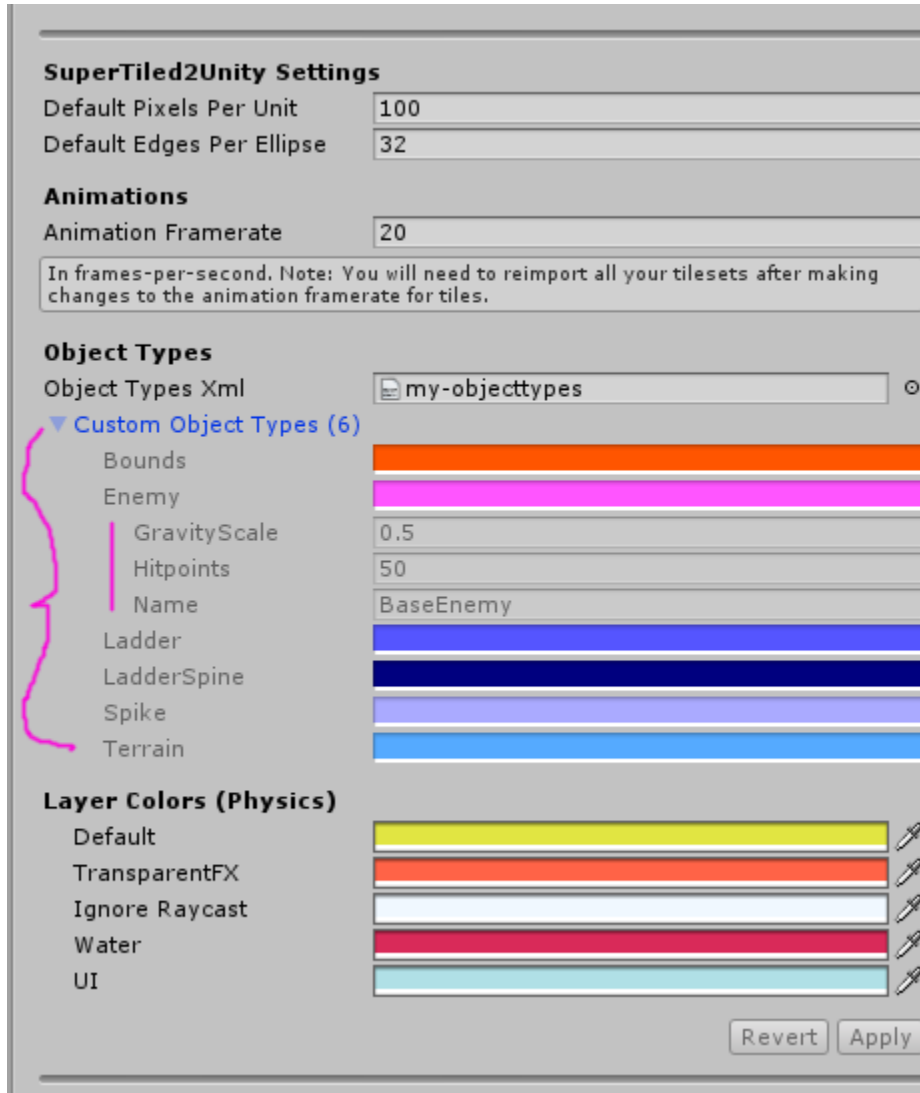 SuperTiled2Unity Settings
Default Pixels Per Unit 100
Default Edges Per Ellipse 32
Animations
Animation Framerate 20
In frames-per-second. Note: You will need to reimport all your tilesets after making
changes to the animation framerate for tiles.
Object Types
Object Types Xml my-objecttypes
Custom Object Types (6)
Bounds
Enemy
GravityScale 0.5
Hitpoints 50
Name BaseEnemy
Ladder
LadderSpine
Spike
Terrain
Layer Colors (Physics)
Default
TransparentFX
Ignore Raycast
Water
UI
Revert Apply